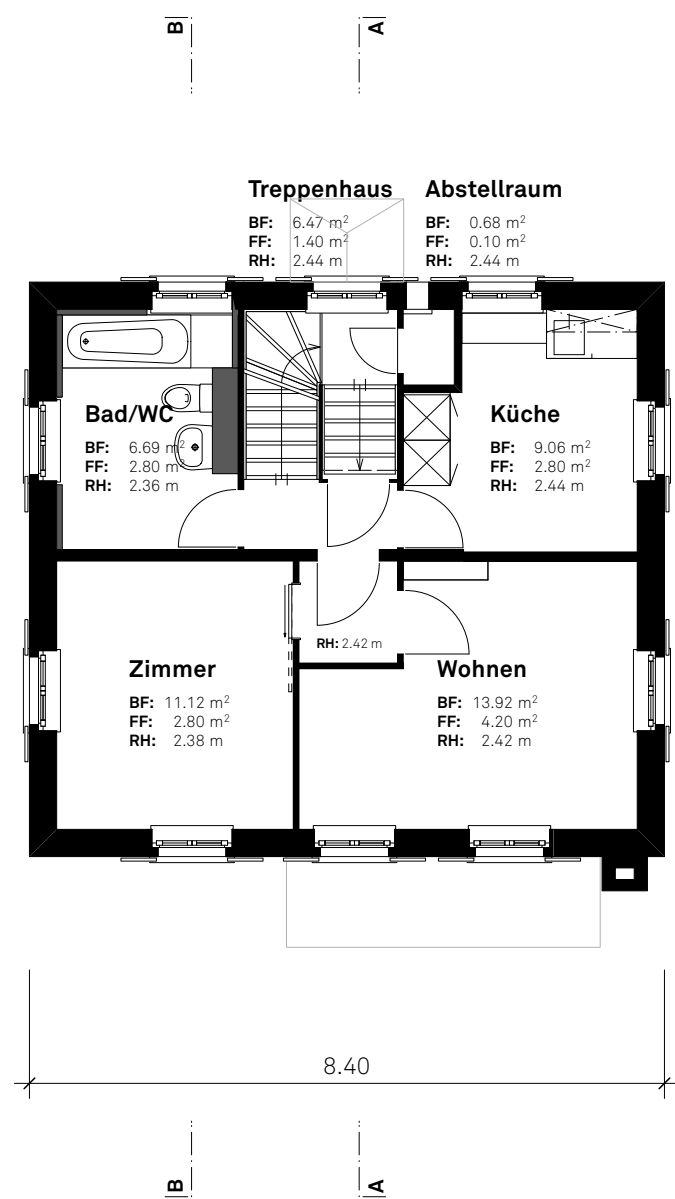 B A
Treppenhaus Abstellraum
BF: 6.47 m² BF: 0.68 m²
FF: 1.40 m² FF: 0.10 m²
RH: 2.44 m RH: 2.44 m
Bad/WC Küche
BF: 6.69 m² BF: 9.06 m²
FF: 2.80 m² FF: 2.80 m²
RH: 2.36 m RH: 2.44 m
RH: 2.42 m
Zimmer Wohnen
BF: 11.12 m² BF: 13.92 m²
FF: 2.80 m² FF: 4.20 m²
RH: 2.38 m RH: 2.42 m
8.40
B A